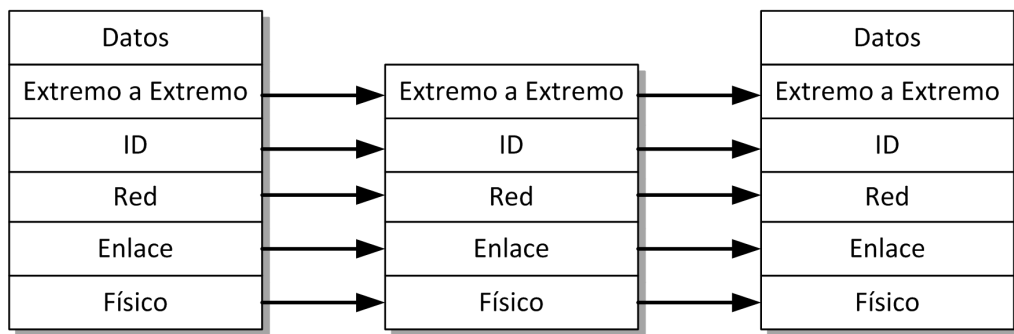 Datos
Extremo a Extremo
ID
Red
Enlace
Físico
Extremo a Extremo
ID
Red
Enlace
Físico
Datos
Extremo a Extremo
ID
Red
Enlace
Físico